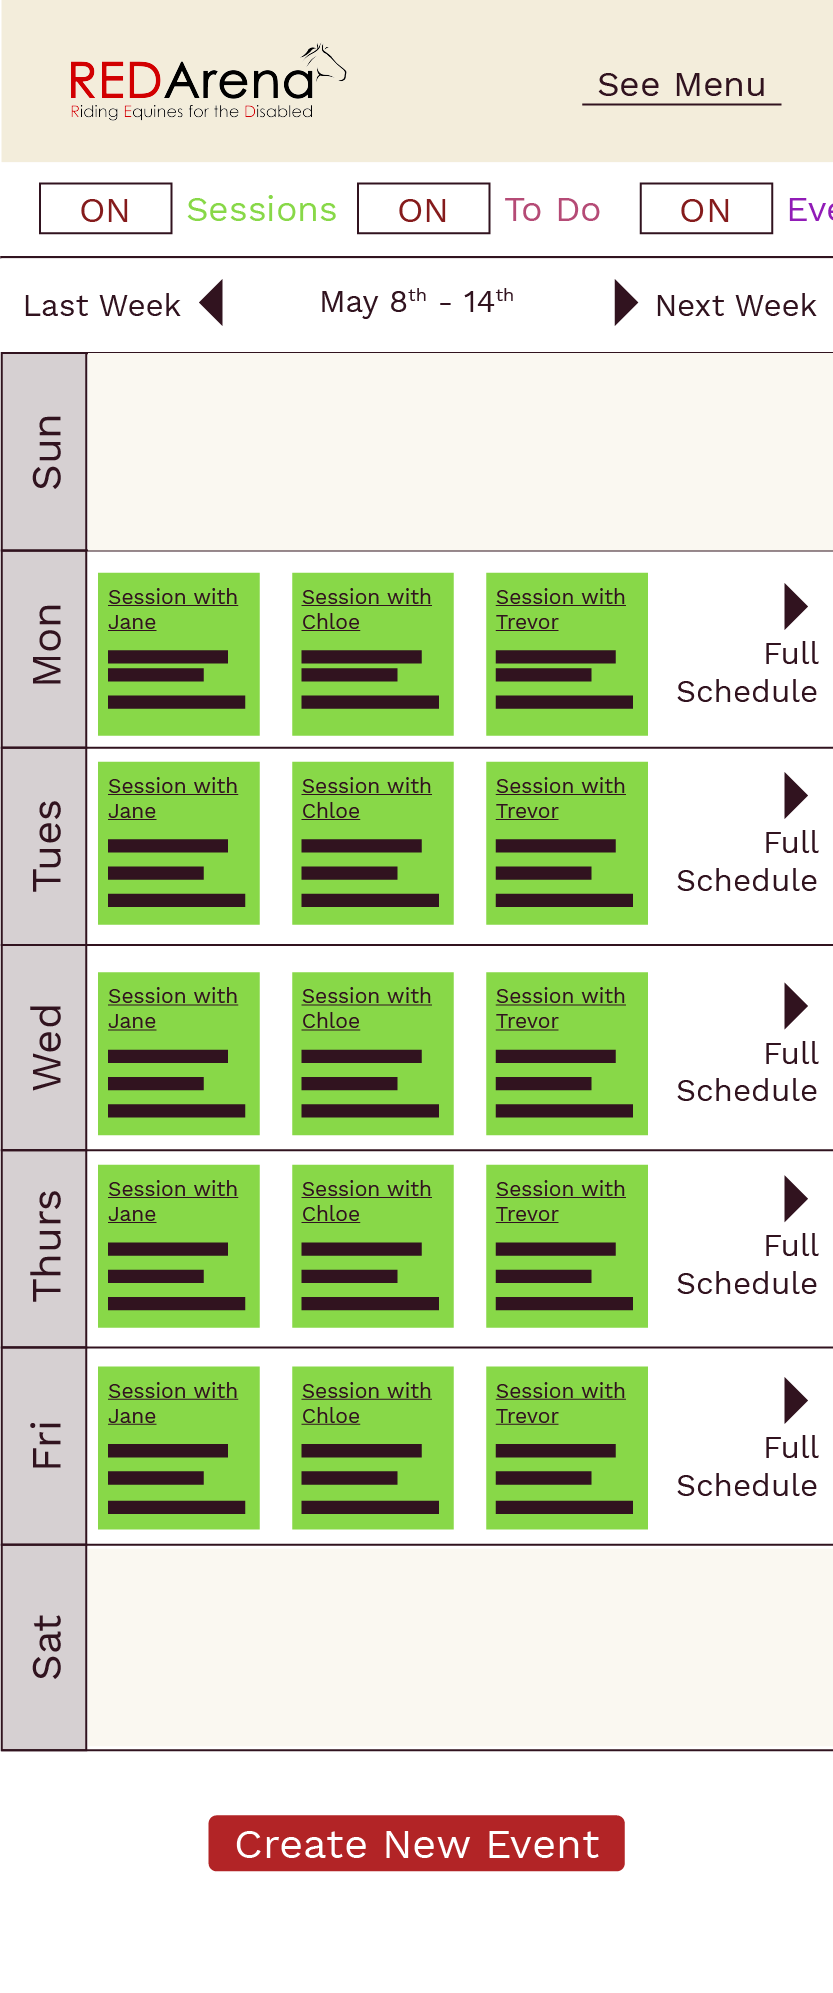 REDArena
Riding Equines for the Disabled
See Menu
ON Sessions ON To Do ON Eve
Last Week May 8th - 14th Next Week
Sun
Mon
Session with
Jane
Session with
Chloe
Session with
Trevor
Full
Schedule
Tues
Session with
Jane
Session with
Chloe
Session with
Trevor
Full
Schedule
Wed
Session with
Jane
Session with
Chloe
Session with
Trevor
Full
Schedule
Thurs
Session with
Jane
Session with
Chloe
Session with
Trevor
Full
Schedule
Fri
Session with
Jane
Session with
Chloe
Session with
Trevor
Full
Schedule
Sat
Create New Event